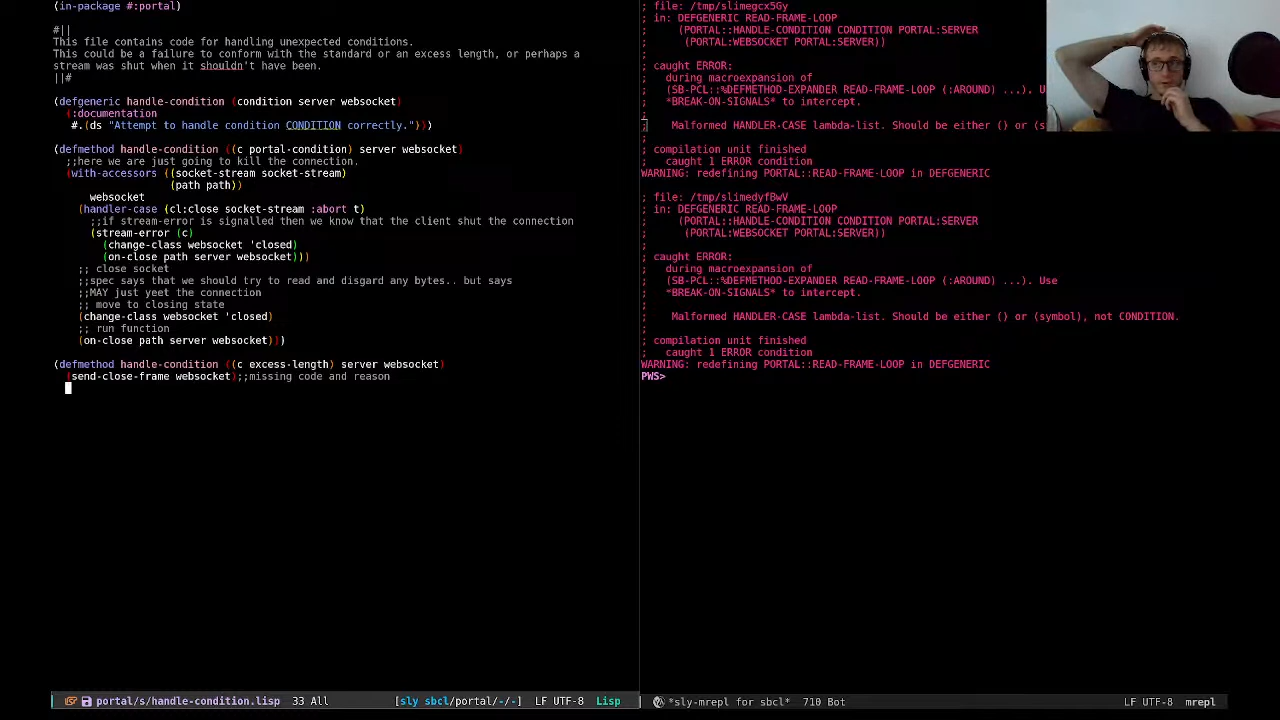 (in-package #:portal)
#||
This file contains code for handling unexpected conditions.
This could be a failure to conform with the standard or an excess length, or perhaps a
stream was shut when it shouldn't have been.
||#
(defgeneric handle-condition (condition server websocket)
(:documentation
#.(ds "Attempt to handle condition CONDITION correctly.")))
(defmethod handle-condition ((c portal-condition) server websocket)
;;here we are just going to kill the connection.
(with-accessors ((socket-stream socket-stream)
(path path))
websocket
(handler-case (cl:close socket-stream :abort t)
;;if stream-error is signalled then we know that the client shut the connection
(stream-error (c)
(change-class websocket 'closed)
(on-close path server websocket)))
;; close socket
;;spec says that we should try to read and disgard any bytes.. but says
;;MAY just yeet the connection
;; move to closing state
(change-class websocket 'closed)
;; run function
(on-close path server websocket)))
(defmethod handle-condition ((c excess-length) server websocket)
(send-close-frame websocket);;missing code and reason
portal/s/handle-condition.lisp 33 All [sly sbcl/portal/-/-] LF UTF-8 Lisp
; file: /tmp/slimegcx5Gy
; in: DEFGENERIC READ-FRAME-LOOP
; (PORTAL::HANDLE-CONDITION CONDITION PORTAL:SERVER
; (PORTAL:WEBSOCKET PORTAL:SERVER))
;
; caught ERROR:
; during macroexpansion of
; (SB-PCL::%DEFMETHOD-EXPANDER READ-FRAME-LOOP (:AROUND) ...). U
; *BREAK-ON-SIGNALS* to intercept.
;
; Malformed HANDLER-CASE lambda-list. Should be either () or (s
;
; compilation unit finished
; caught 1 ERROR condition
WARNING: redefining PORTAL::READ-FRAME-LOOP in DEFGENERIC
; file: /tmp/slimedyfBwV
; in: DEFGENERIC READ-FRAME-LOOP
; (PORTAL::HANDLE-CONDITION CONDITION PORTAL:SERVER
; (PORTAL:WEBSOCKET PORTAL:SERVER))
;
; caught ERROR:
; during macroexpansion of
; (SB-PCL::%DEFMETHOD-EXPANDER READ-FRAME-LOOP (:AROUND) ...). Use
; *BREAK-ON-SIGNALS* to intercept.
;
; Malformed HANDLER-CASE lambda-list. Should be either () or (symbol), not CONDITION.
;
; compilation unit finished
; caught 1 ERROR condition
WARNING: redefining PORTAL::READ-FRAME-LOOP in DEFGENERIC
PWS>
*sly-mrepl for sbcl* 710 Bot LF UTF-8 mrepl